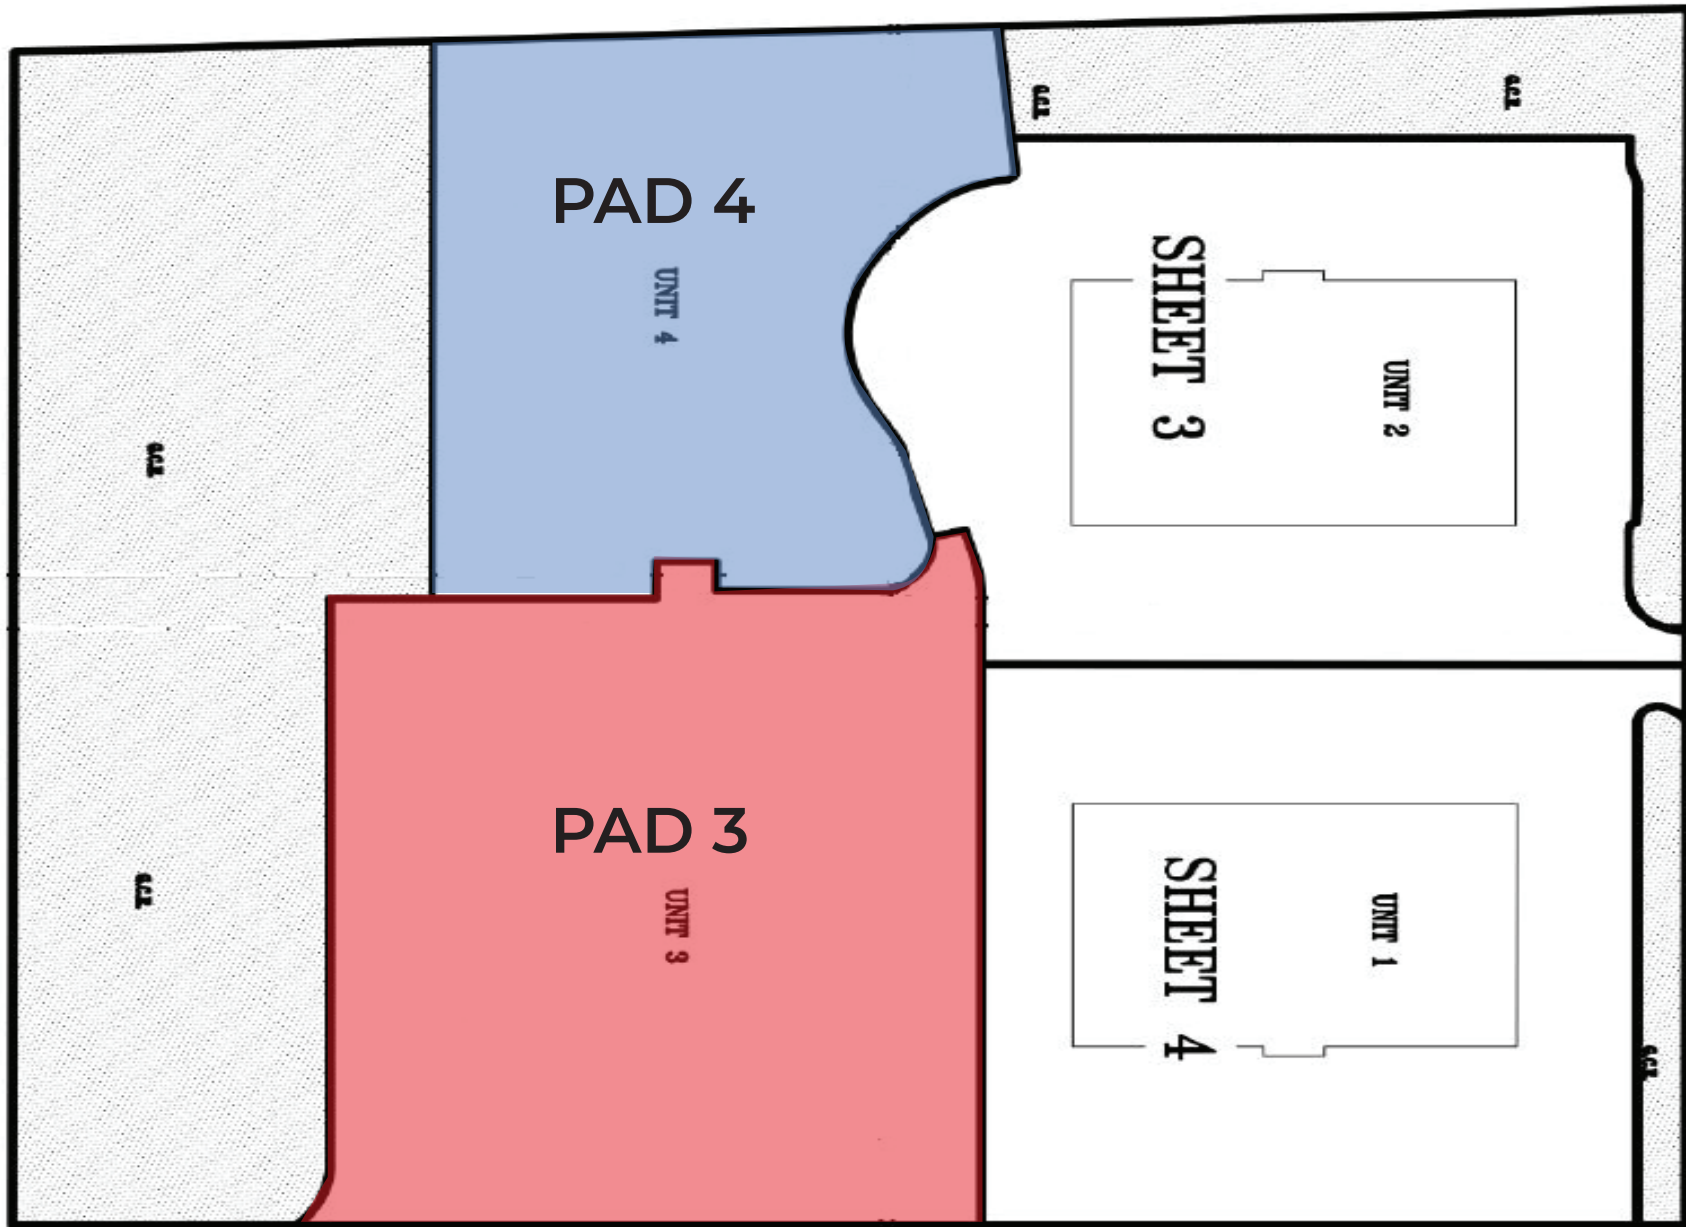 PAD 4
UNIT 4
SHEET 3
UNIT 2
PAD 3
UNIT 3
SHEET 4
UNIT 1